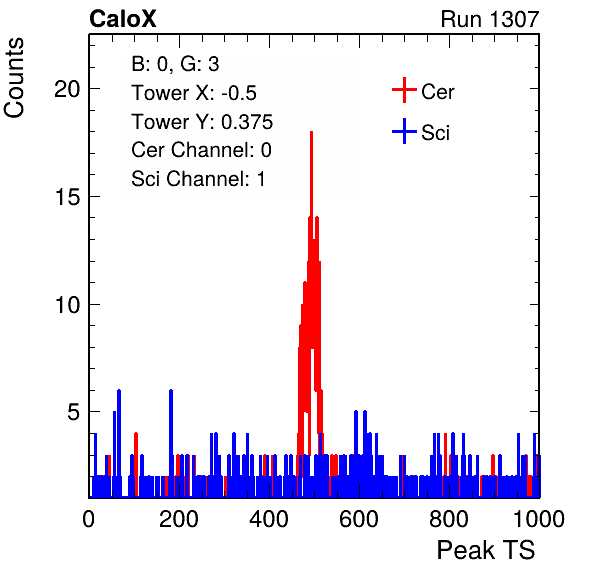 CaloX Run 1307
Counts
B: 0, G: 3
Tower X: -0.5
Tower Y: 0.375
Cer Channel: 0
Sci Channel: 1
Cer
Sci
20
15
10
5
0 200 400 600 800 1000
Peak TS